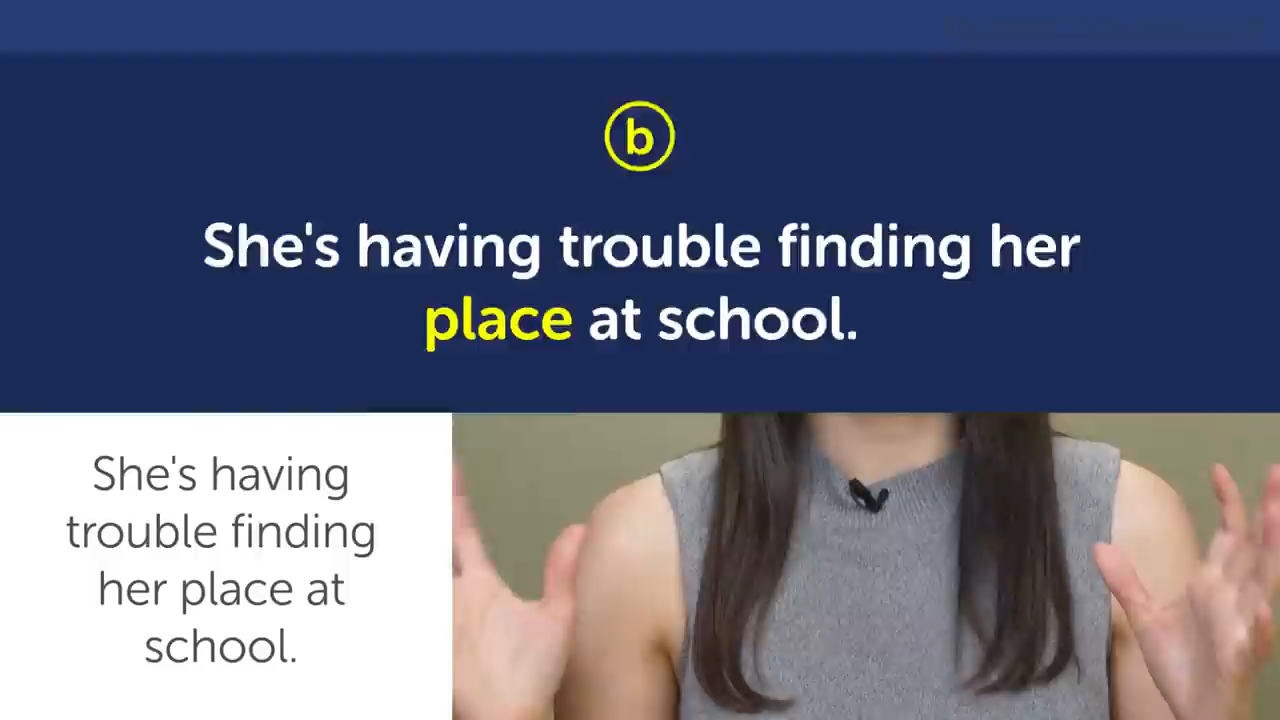 b
She's having trouble finding her
place at school.
She's having
trouble finding
her place at
school.